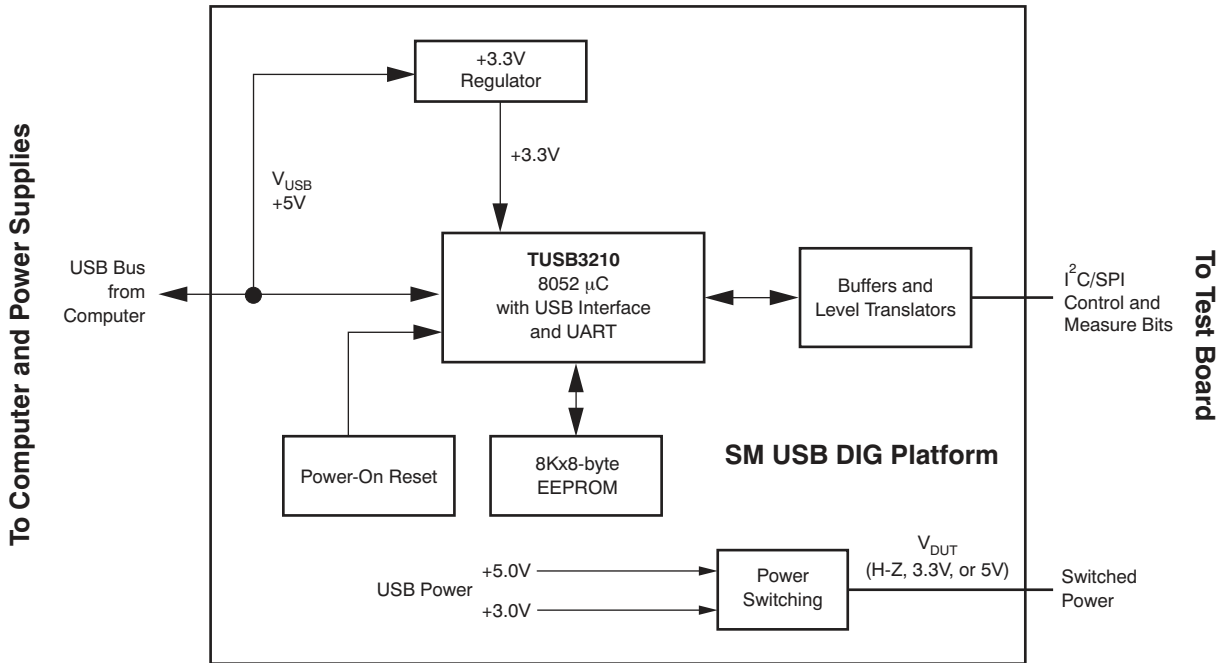 To Computer and Power Supplies
+3.3V
Regulator
+3.3V
V_USB
+5V
USB Bus
from
Computer
TUSB3210
8052 μC
with USB Interface
and UART
Buffers and
Level Translators
I²C/SPI
Control and
Measure Bits
To Test Board
Power-On Reset
8Kx8-byte
EEPROM
SM USB DIG Platform
USB Power
+5.0V
+3.0V
Power
Switching
V_DUT
(H-Z, 3.3V, or 5V)
Switched
Power